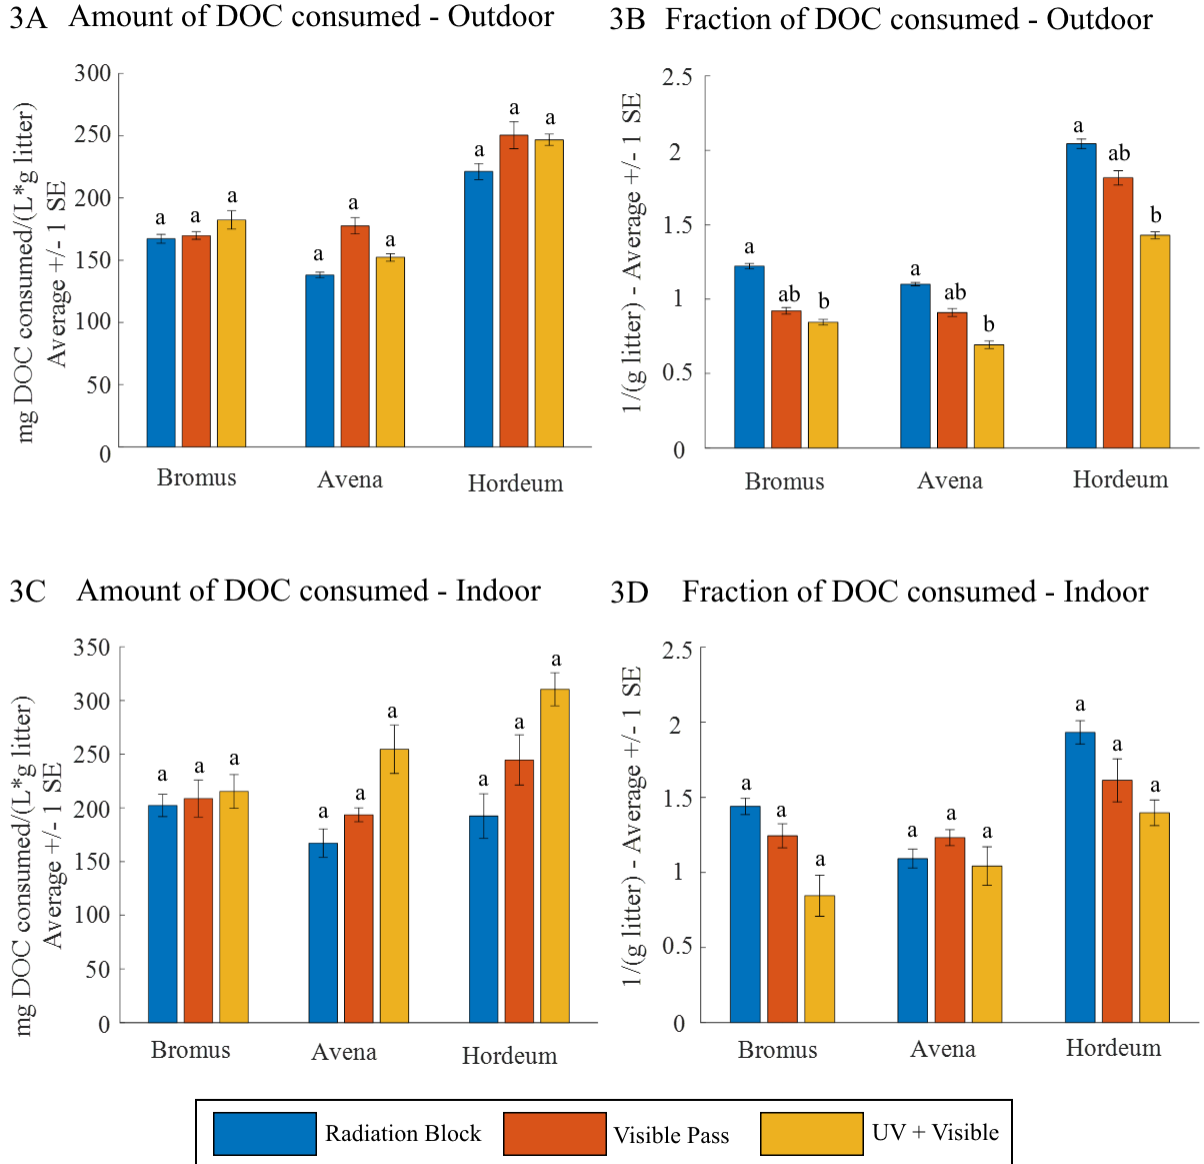 3A Amount of DOC consumed - Outdoor
mg DOC consumed/(L*g litter)
Average +/- 1 SE
300
250
200
150
100
50
0
a a a
a a a
a a a
Bromus Avena Hordeum
3B Fraction of DOC consumed - Outdoor
1/(g litter) - Average +/- 1 SE
2.5
2
1.5
1
0.5
0
a ab b
a ab b
a ab b
Bromus Avena Hordeum
3C Amount of DOC consumed - Indoor
mg DOC consumed/(L*g litter)
Average +/- 1 SE
350
300
250
200
150
100
50
0
a a a
a a a
a a a
Bromus Avena Hordeum
3D Fraction of DOC consumed - Indoor
1/(g litter) - Average +/- 1 SE
2.5
2
1.5
1
0.5
0
a a a
a a a
a a a
Bromus Avena Hordeum
Radiation Block Visible Pass UV + Visible